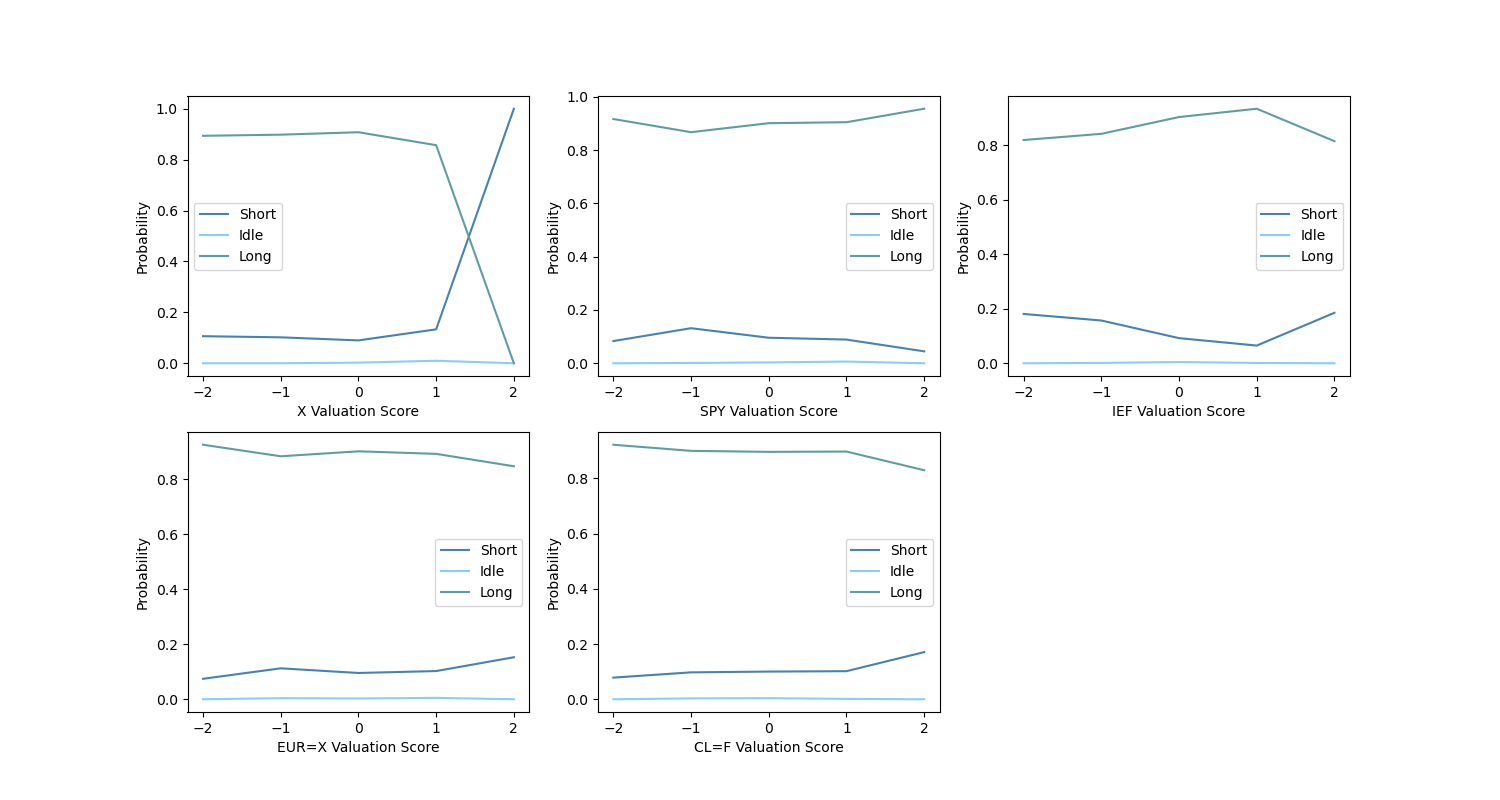 Probability
1.0
0.8
0.6
0.4
0.2
0.0
Short
Idle
Long
−2 −1 0 1 2
X Valuation Score
Probability
1.0
0.8
0.6
0.4
0.2
0.0
Short
Idle
Long
−2 −1 0 1 2
SPY Valuation Score
Probability
0.8
0.6
0.4
0.2
0.0
Short
Idle
Long
−2 −1 0 1 2
IEF Valuation Score
Probability
0.8
0.6
0.4
0.2
0.0
Short
Idle
Long
−2 −1 0 1 2
EUR=X Valuation Score
Probability
0.8
0.6
0.4
0.2
0.0
Short
Idle
Long
−2 −1 0 1 2
CL=F Valuation Score